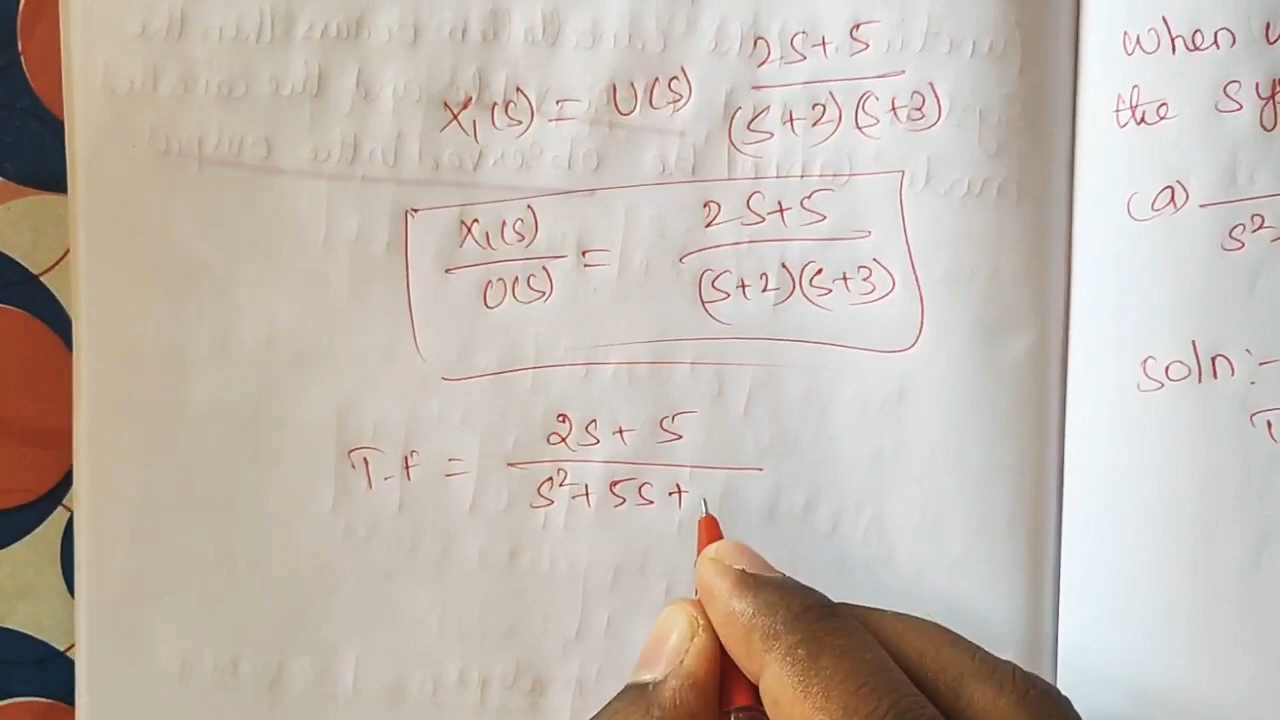 X₁(S) = U(S) 2S+5 / (S+2)(S+3)
X₁(S) / U(S) = 2S+5 / (S+2)(S+3)
T.F = 2S+5 / S²+5S+
when
the sy
(a)
S²
Soln:-
T